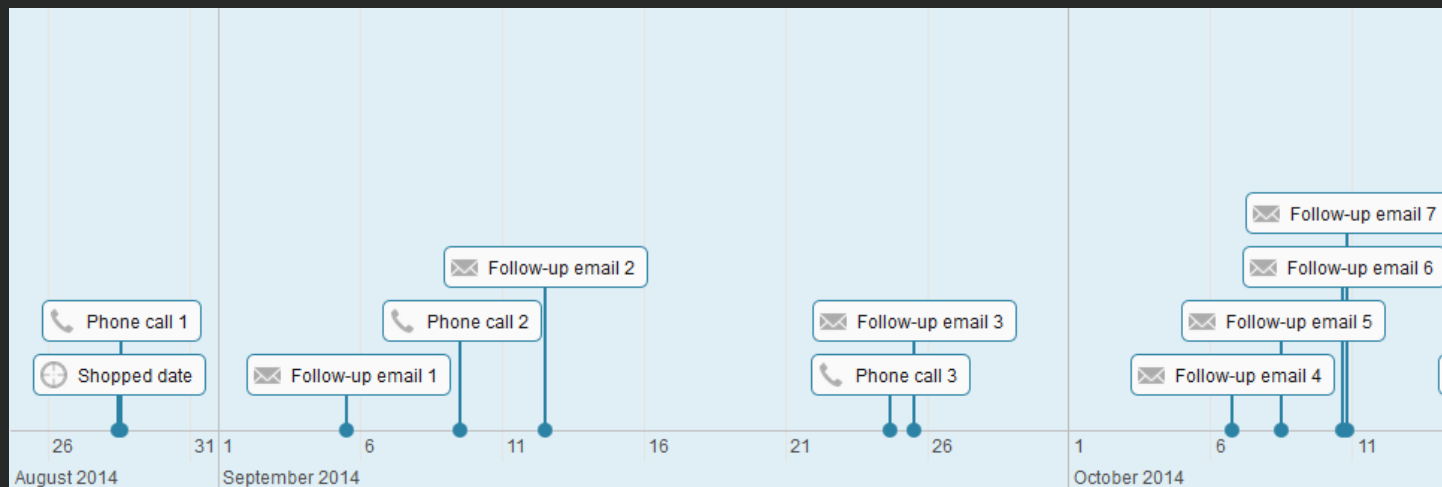 Follow-up email 7
Follow-up email 2
Follow-up email 6
Phone call 1
Phone call 2
Follow-up email 3
Follow-up email 5
Shopped date
Follow-up email 1
Phone call 3
Follow-up email 4
26 31 1 6 11 16 21 26 1 6 11
August 2014 September 2014 October 2014